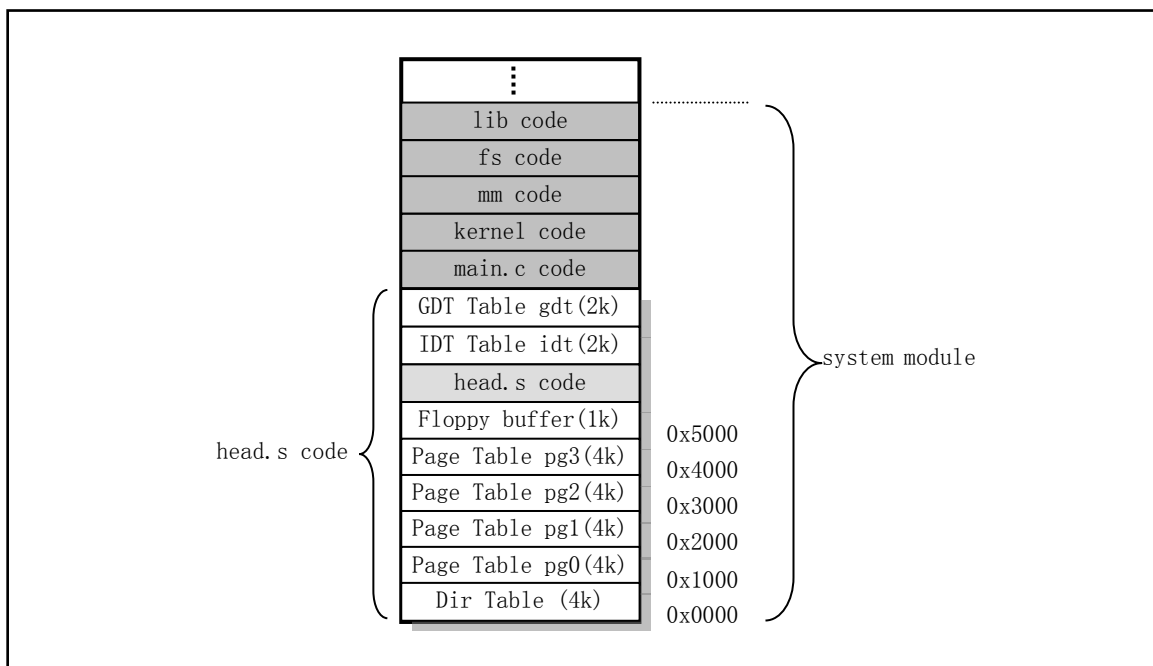 lib code
fs code
mm code
kernel code
main.c code
GDT Table gdt(2k)
IDT Table idt(2k)
head.s code
Floppy buffer(1k)
Page Table pg3(4k)
Page Table pg2(4k)
Page Table pg1(4k)
Page Table pg0(4k)
Dir Table (4k)
head.s code
0x5000
0x4000
0x3000
0x2000
0x1000
0x0000
system module